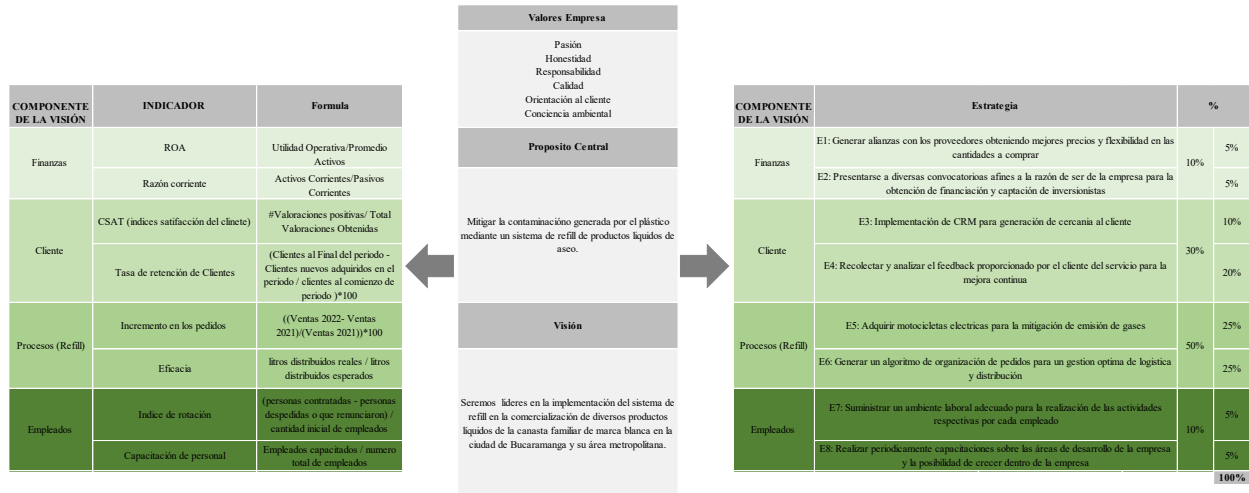 Valores Empresa
Pasión
Honestidad
Responsabilidad
Calidad
Orientación al cliente
Conciencia ambiental
Proposito Central
Mitigar la contaminacióno generada por el plástico
mediante un sistema de refill de productos liquidos de
aseo.
Visión
Seremos lideres en la implementación del sistema de
refill en la comercialización de diversos productos
líquidos de la canasta familiar de marca blanca en la
ciudad de Bucaramanga y su área metropolitana.
COMPONENTE
DE LA VISIÓN
INDICADOR
Formula
Finanzas
ROA
Utilidad Operativa/Promedio
Activos
Razón corriente
Activos Corrientes/Pasivos
Corrientes
Cliente
CSAT (indices satifacción del clinete)
#Valoraciones positivas/ Total
Valoraciones Obtenidas
Tasa de retención de Clientes
(Clientes al Final del periodo -
Clientes nuevos adquiridos en el
periodo / clientes al comienzo de
periodo )*100
Procesos (Refill)
Incremento en los pedidos
((Ventas 2022- Ventas
2021)/(Ventas 2021))*100
Eficacia
litros distribuidos reales / litros
distribuidos esperados
Empleados
Indice de rotación
(personas contratadas - personas
despedidas o que renunciaron) /
cantidad inicial de empleados
Capacitación de personal
Empleados capacitados / numero
total de empleados
COMPONENTE
DE LA VISIÓN
Estrategia
%
Finanzas
E1: Generar alianzas con los proveedores obteniendo mejores precios y flexibilidad en las
cantidades a comprar
10%
5%
E2: Presentarse a diversas convocatorioas afines a la razón de ser de la empresa para la
obtención de financiación y captación de inversionistas
5%
Cliente
E3: Implementación de CRM para generación de cercania al cliente
30%
10%
E4: Recolectar y analizar el feedback proporcionado por el cliente del servicio para la
mejora continua
20%
Procesos (Refill)
E5: Adquirir motocicletas electricas para la mitigación de emisión de gases
50%
25%
E6: Generar un algoritmo de organización de pedidos para un gestion optima de logistica
y distribución
25%
Empleados
E7: Suministrar un ambiente laboral adecuado para la realización de las actividades
respectivas por cada empleado
10%
5%
E8: Realizar periodicamente capacitaciones sobre las áreas de desarrollo de la empresa
y la posibilidad de crecer dentro de la empresa
5%
100%